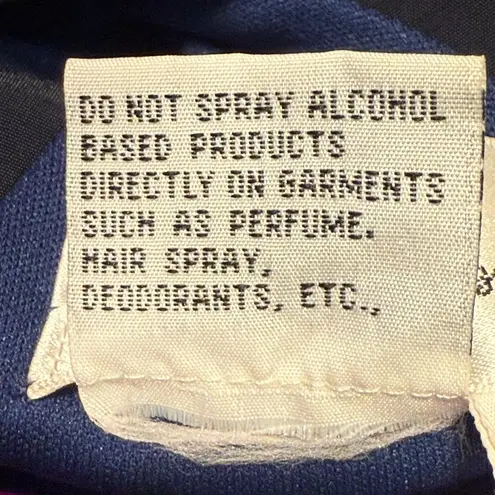 DO NOT SPRAY ALCOHOL
BASED PRODUCTS
DIRECTLY ON GARMENTS
SUCH AS PERFUME.
HAIR SPRAY,
DEODORANTS, ETC.,